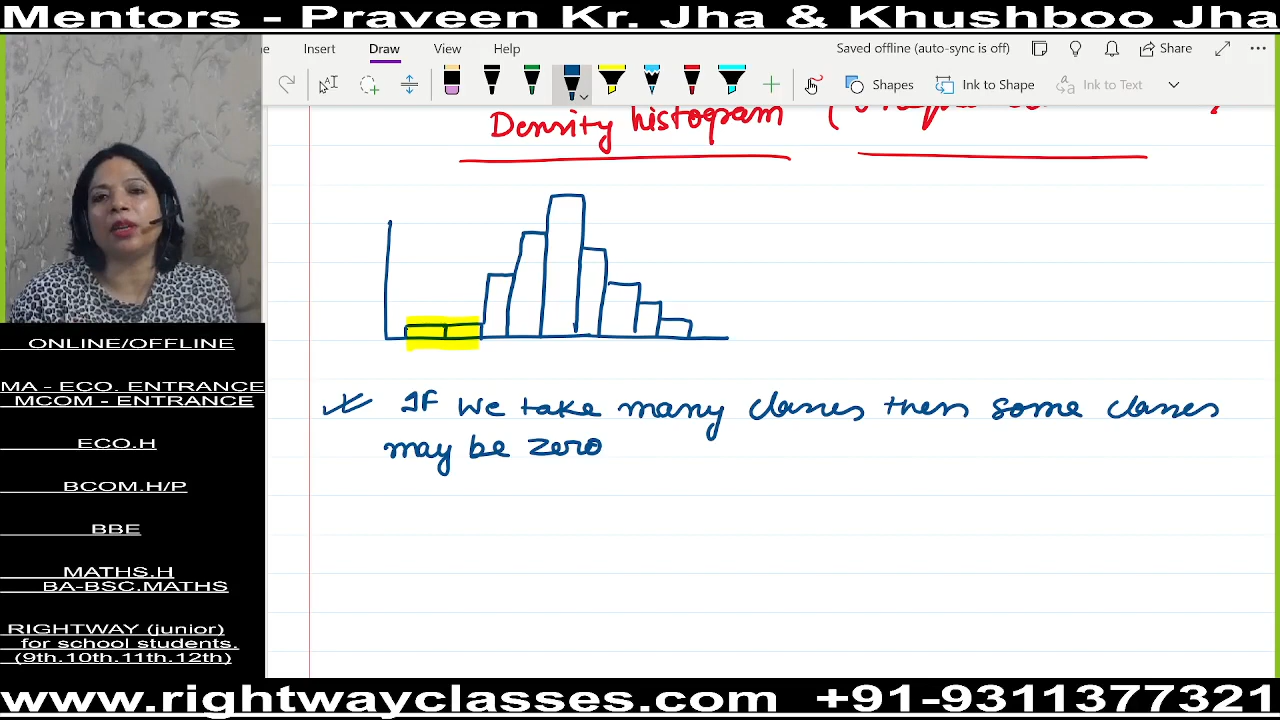 Mentors - Praveen Kr. Jha & Khushboo Jha
Insert Draw View Help
Saved offline (auto-sync is off)
Share
Shapes
Ink to Shape
Ink to Text
Density histogram
ONLINE/OFFLINE
MA - ECO. ENTRANCE
MCOM - ENTRANCE
ECO.H
BCOM.H/P
BBE
MATHS.H
BA-BSC.MATHS
RIGHTWAY (junior)
for school students.
(9th.10th.11th.12th)
If we take many classes then some classes
may be zero
www.rightwayclasses.com +91-9311377321